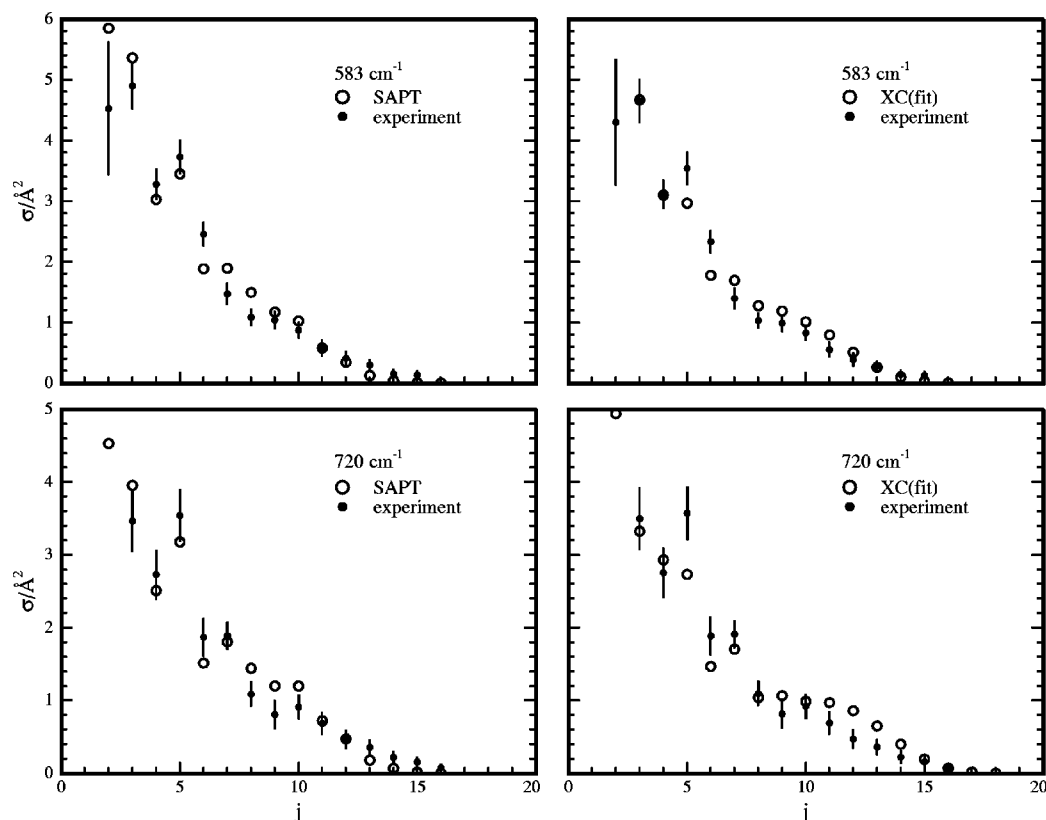 6
5
4
3
2
1
0
σ/Å²
583 cm⁻¹
SAPT
experiment
583 cm⁻¹
XC(fit)
experiment
5
4
3
2
1
0
σ/Å²
720 cm⁻¹
SAPT
experiment
0
5
10
15
j
720 cm⁻¹
XC(fit)
experiment
0
5
10
15
20
j